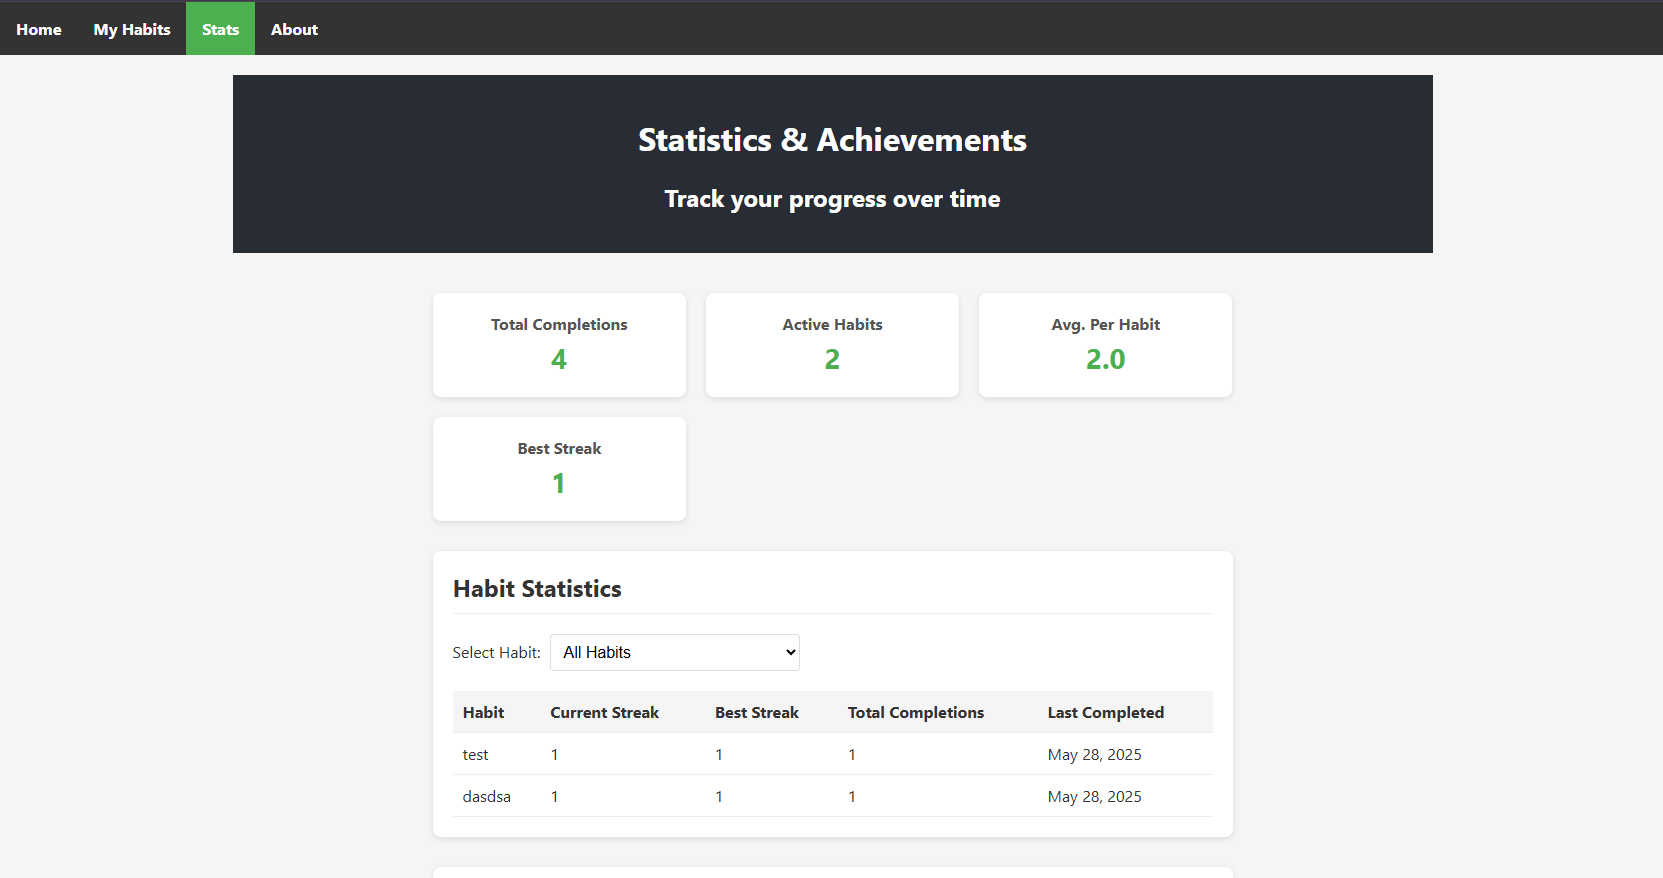 Home My Habits Stats About
Statistics & Achievements
Track your progress over time
Total Completions Active Habits Avg. Per Habit
4 2 2.0
Best Streak
1
Habit Statistics
Select Habit: All Habits
Habit Current Streak Best Streak Total Completions Last Completed
test 1 1 1 May 28, 2025
dasdsa 1 1 1 May 28, 2025